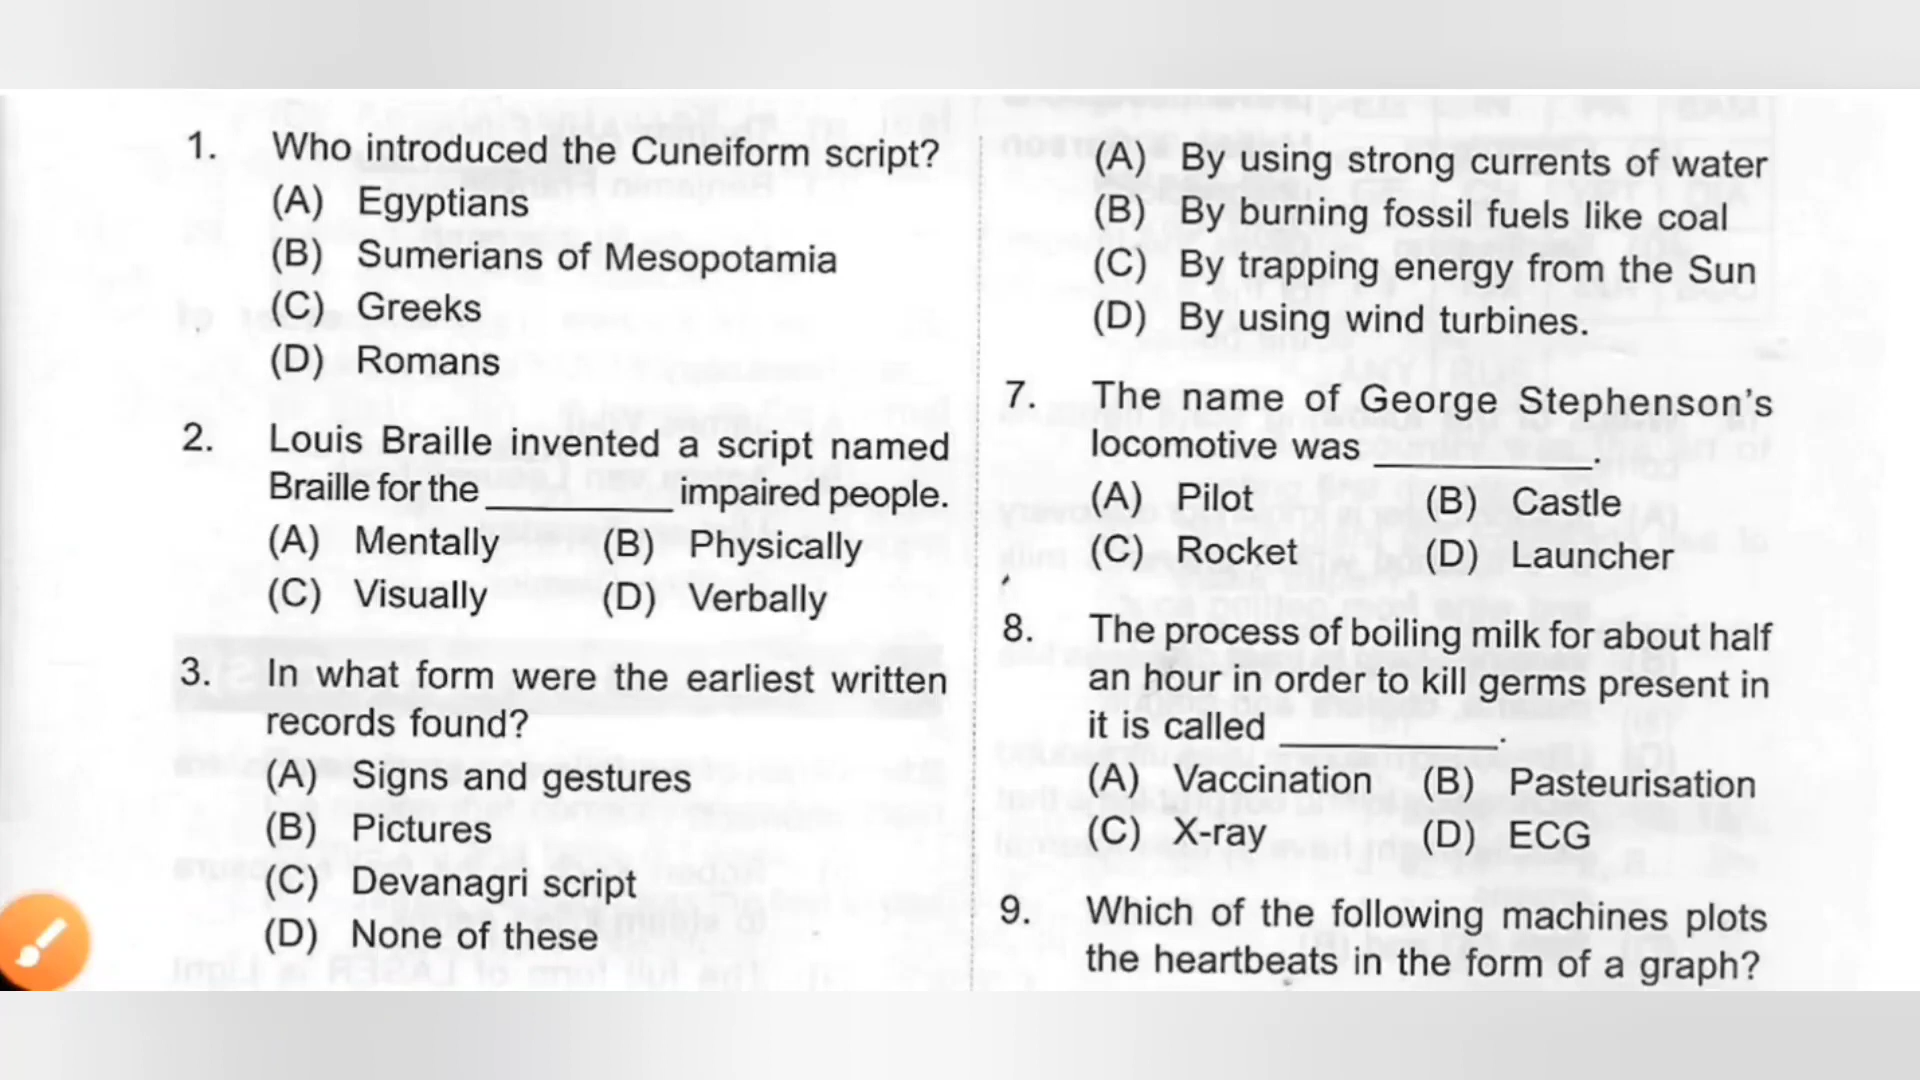 1. Who introduced the Cuneiform script?
(A) Egyptians
(B) Sumerians of Mesopotamia
(C) Greeks
(D) Romans
2. Louis Braille invented a script named
Braille for the __________ impaired people.
(A) Mentally (B) Physically
(C) Visually (D) Verbally
3. In what form were the earliest written
records found?
(A) Signs and gestures
(B) Pictures
(C) Devanagri script
(D) None of these
(A) By using strong currents of water
(B) By burning fossil fuels like coal
(C) By trapping energy from the Sun
(D) By using wind turbines.
7. The name of George Stephenson's
locomotive was __________.
(A) Pilot (B) Castle
(C) Rocket (D) Launcher
8. The process of boiling milk for about half
an hour in order to kill germs present in
it is called __________.
(A) Vaccination (B) Pasteurisation
(C) X-ray (D) ECG
9. Which of the following machines plots
the heartbeats in the form of a graph?